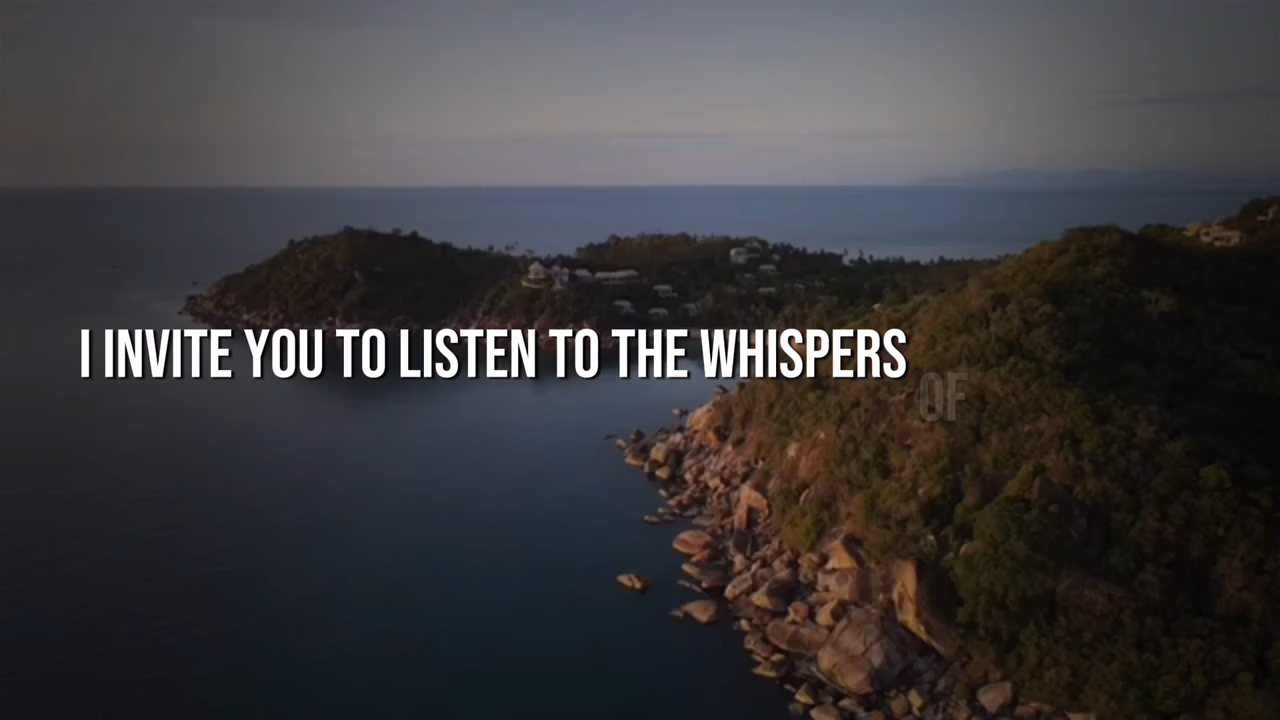 I INVITE YOU TO LISTEN TO THE WHISPERS OF